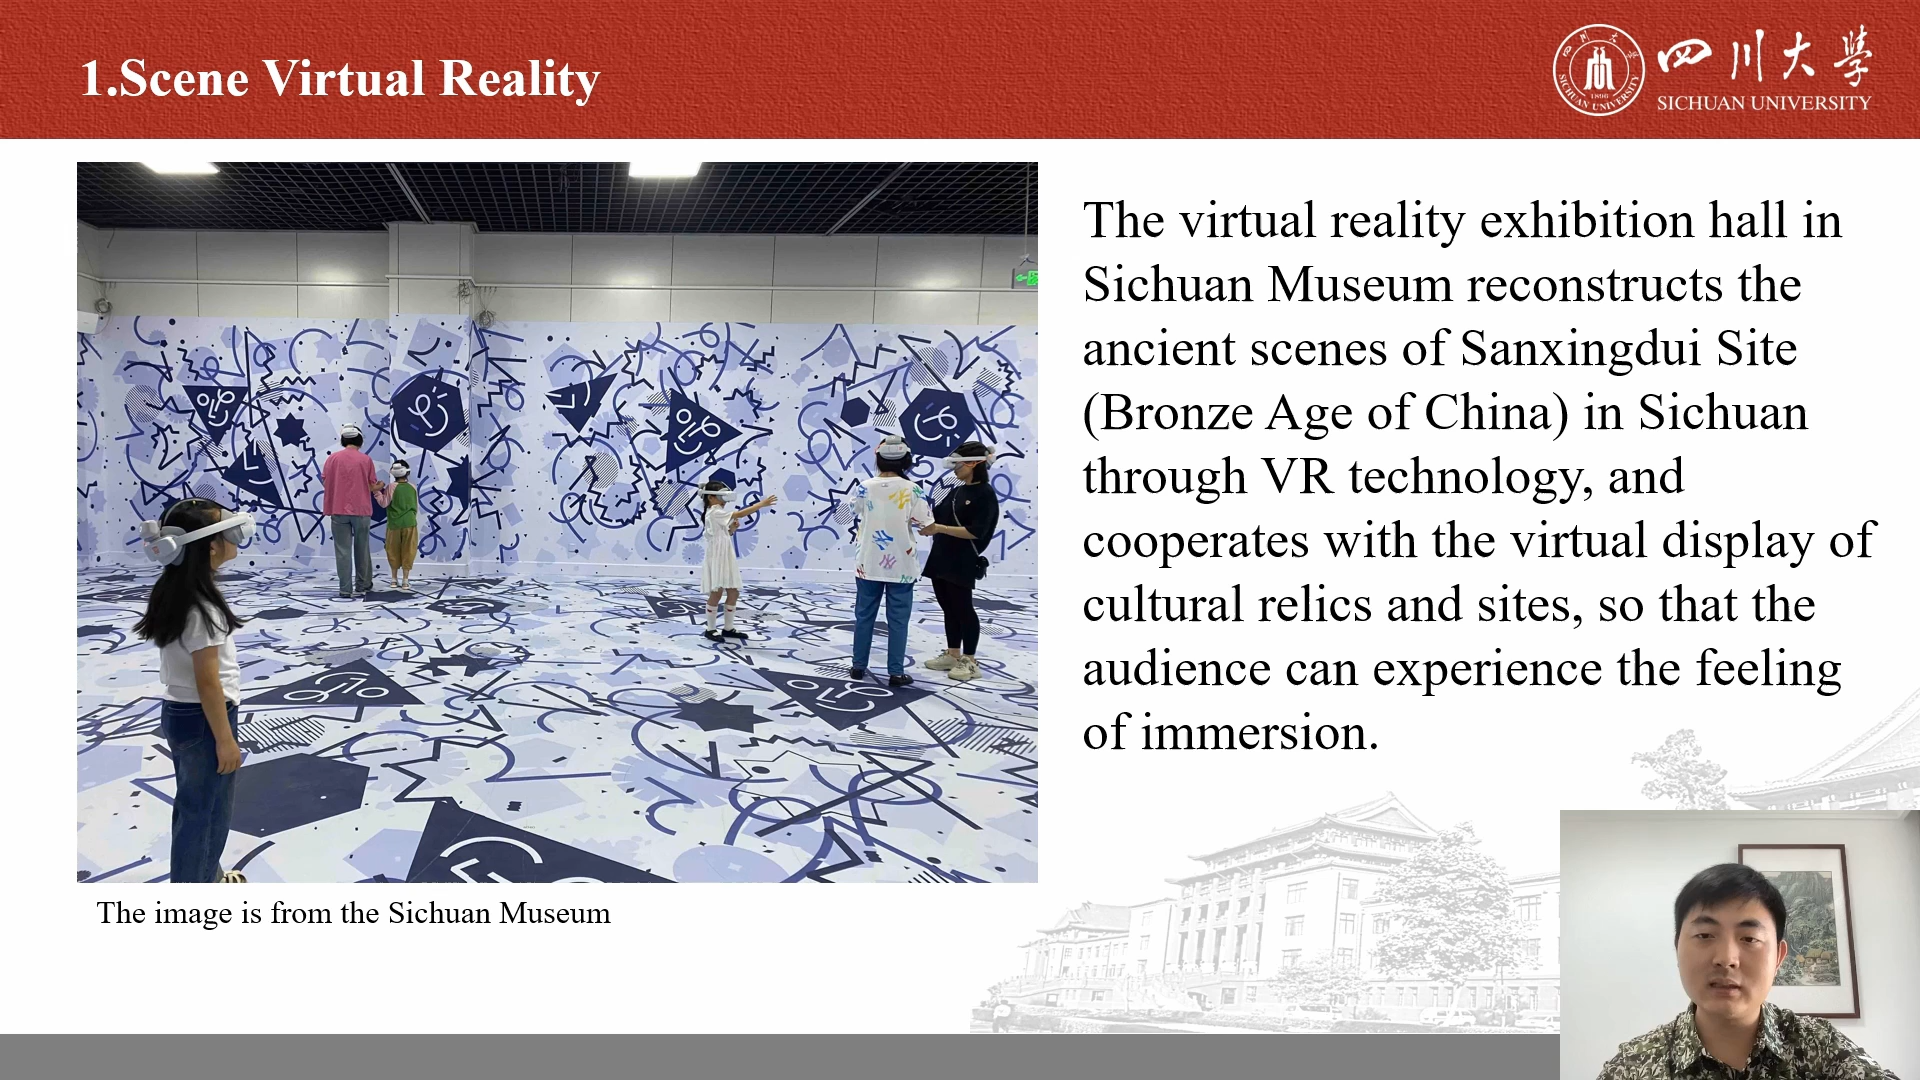 1.Scene Virtual Reality
四川大學
SICHUAN UNIVERSITY
1896
SICHUAN UNIVERSITY
The virtual reality exhibition hall in
Sichuan Museum reconstructs the
ancient scenes of Sanxingdui Site
(Bronze Age of China) in Sichuan
through VR technology, and
cooperates with the virtual display of
cultural relics and sites, so that the
audience can experience the feeling
of immersion.
The image is from the Sichuan Museum